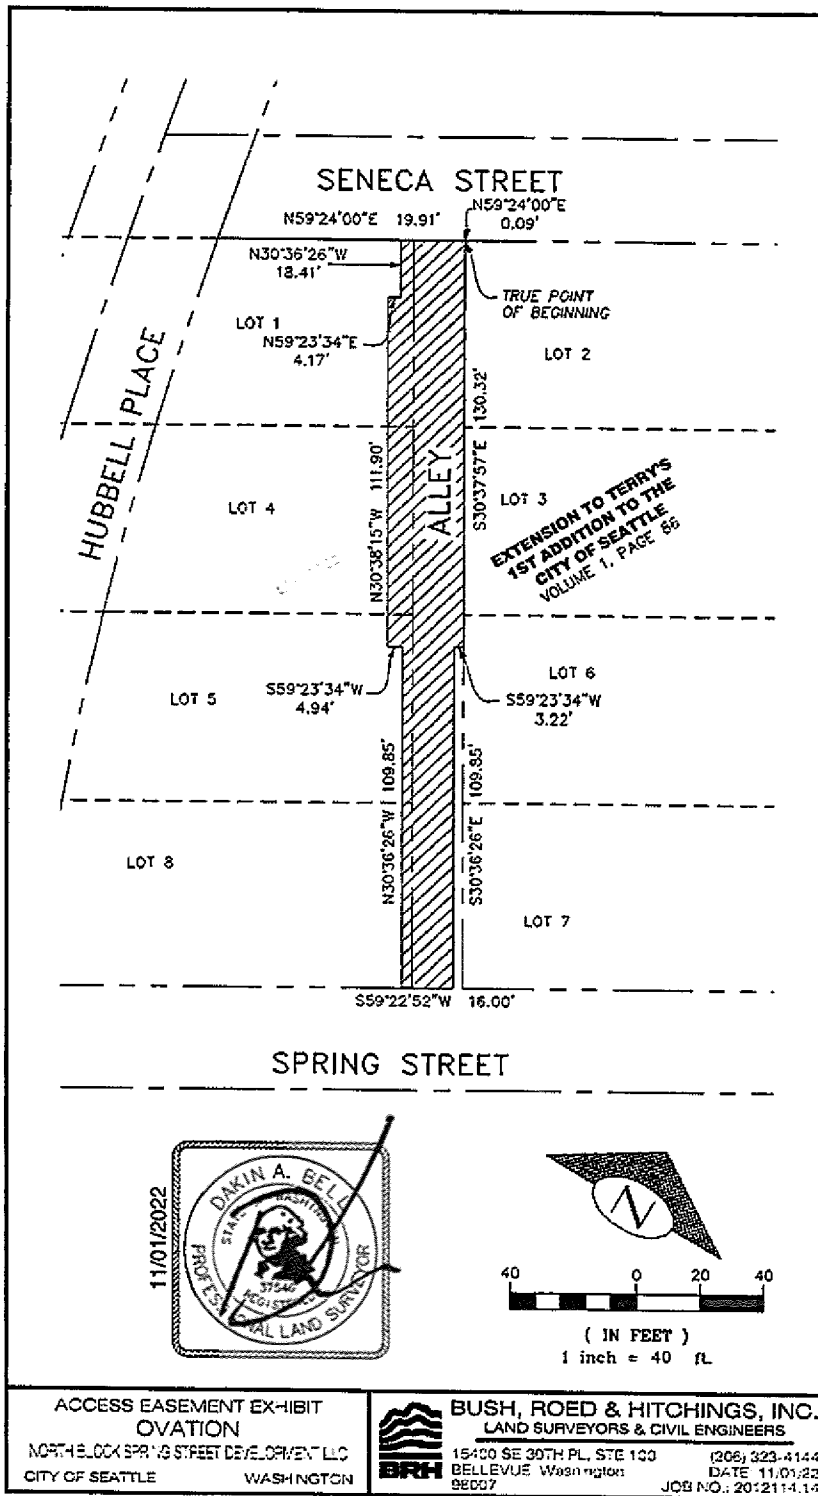 SENECA STREET
N59°24'00"E 19.91'
N59°24'00"E
0.09'
N30°36'26"W
18.41'
TRUE POINT
OF BEGINNING
LOT 1
N59°23'34"E
4.17'
LOT 2
HUBBELL PLACE
130.32'
S30°37'57"E
ALLEY
111.90'
N30°38'15"W
LOT 4
LOT 3
EXTENSION TO TERRY'S
1ST ADDITION TO THE
CITY OF SEATTLE
VOLUME 1, PAGE 86
LOT 5
S59°23'34"W
4.94'
LOT 6
S59°23'34"W
3.22'
109.85'
N30°36'26"W
109.85'
S30°36'26"E
LOT 8
LOT 7
S59°22'52"W 16.00'
SPRING STREET
11/01/2022
DAKIN A. BELL
STATE OF WASHINGTON
37546
REGISTERED
PROFESSIONAL LAND SURVEYOR
N
40 0 20 40
( IN FEET )
1 inch = 40 ft.
ACCESS EASEMENT EXHIBIT
OVATION
NORTH BLOCK SPRING STREET DEVELOPMENT LLC
CITY OF SEATTLE WASHINGTON
BRH
BUSH, ROED & HITCHINGS, INC.
LAND SURVEYORS & CIVIL ENGINEERS
15400 SE 30TH PL, STE 100 (206) 323-4144
BELLEVUE Washington DATE 11/01/22
98007 JOB NO.: 2012114.14